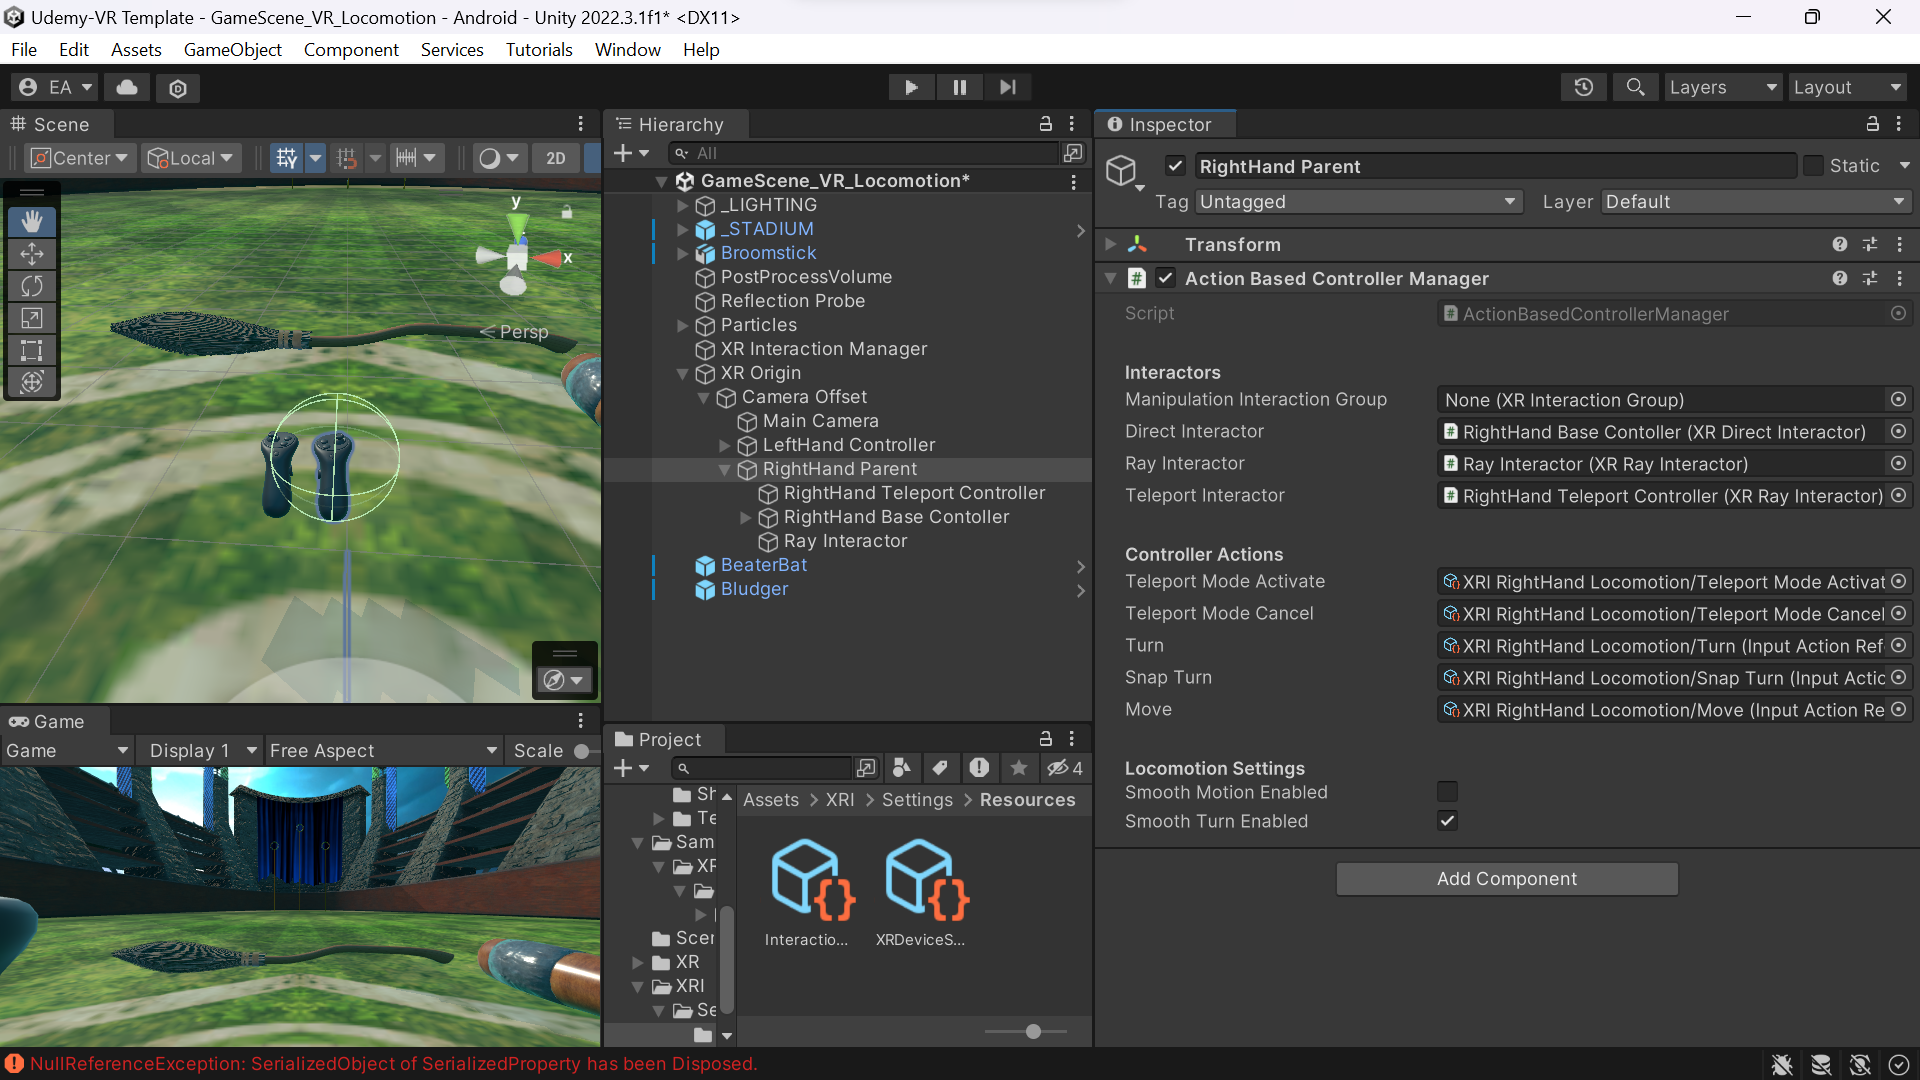 Udemy-VR Template - GameScene_VR_Locomotion - Android - Unity 2022.3.1f1* <DX11>
File Edit Assets GameObject Component Services Tutorials Window Help
EA
Layers Layout
Scene
Center Local 2D
y
x
Persp
Game
Game Display 1 Free Aspect Scale
Hierarchy
All
GameScene_VR_Locomotion*
_LIGHTING
_STADIUM
Broomstick
PostProcessVolume
Reflection Probe
Particles
XR Interaction Manager
XR Origin
Camera Offset
Main Camera
LeftHand Controller
RightHand Parent
RightHand Teleport Controller
RightHand Base Contoller
Ray Interactor
BeaterBat
Bludger
Project
4
Sh
Te
Sam
XR
Scer
XR
XRI
Se
Assets > XRI > Settings > Resources
Interactio... XRDeviceS...
Inspector
RightHand Parent Static
Tag Untagged Layer Default
Transform
Action Based Controller Manager
Script ActionBasedControllerManager
Interactors
Manipulation Interaction Group None (XR Interaction Group)
Direct Interactor RightHand Base Contoller (XR Direct Interactor)
Ray Interactor Ray Interactor (XR Ray Interactor)
Teleport Interactor RightHand Teleport Controller (XR Ray Interactor)
Controller Actions
Teleport Mode Activate XRI RightHand Locomotion/Teleport Mode Activat
Teleport Mode Cancel XRI RightHand Locomotion/Teleport Mode Cancel
Turn XRI RightHand Locomotion/Turn (Input Action Ref
Snap Turn XRI RightHand Locomotion/Snap Turn (Input Actic
Move XRI RightHand Locomotion/Move (Input Action Re
Locomotion Settings
Smooth Motion Enabled
Smooth Turn Enabled
Add Component
NullReferenceException: SerializedObject of SerializedProperty has been Disposed.